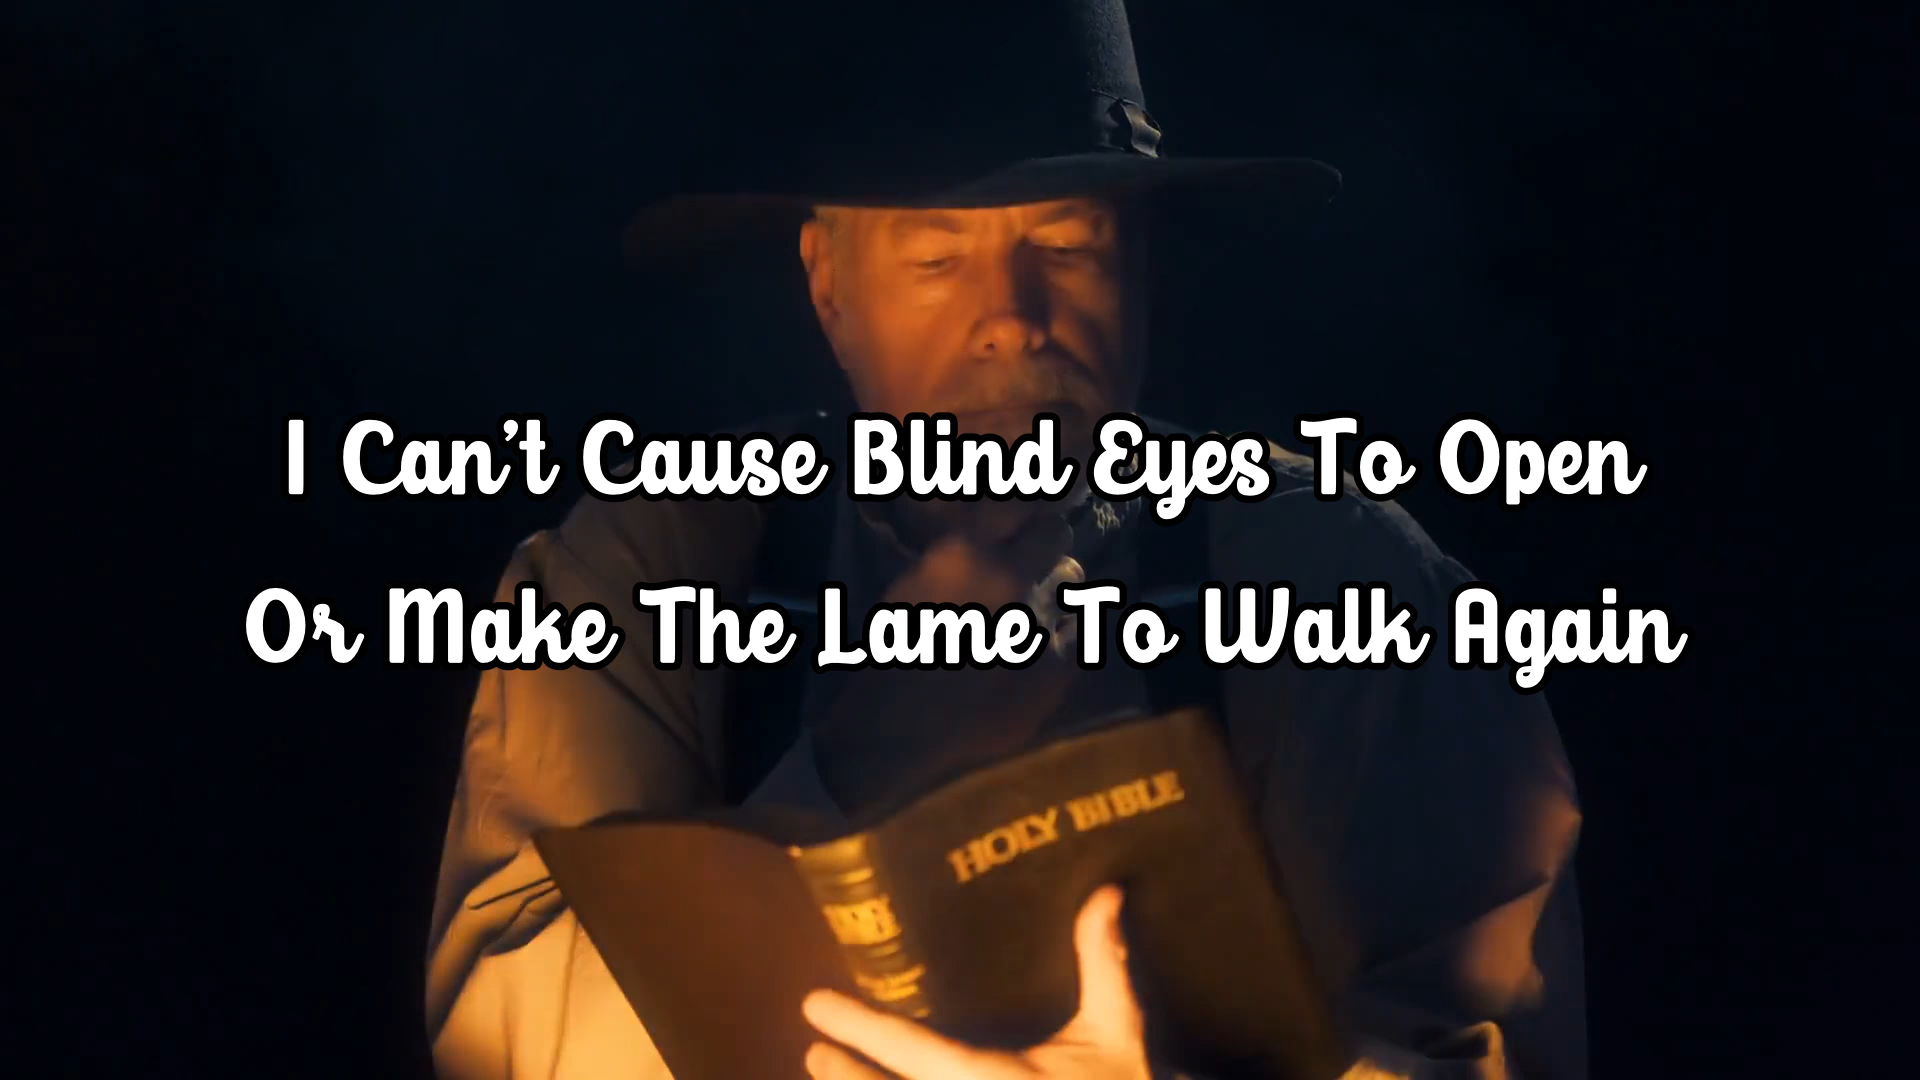 I Can't Cause Blind Eyes To Open
Or Make The Lame To Walk Again
HOLY BIBLE